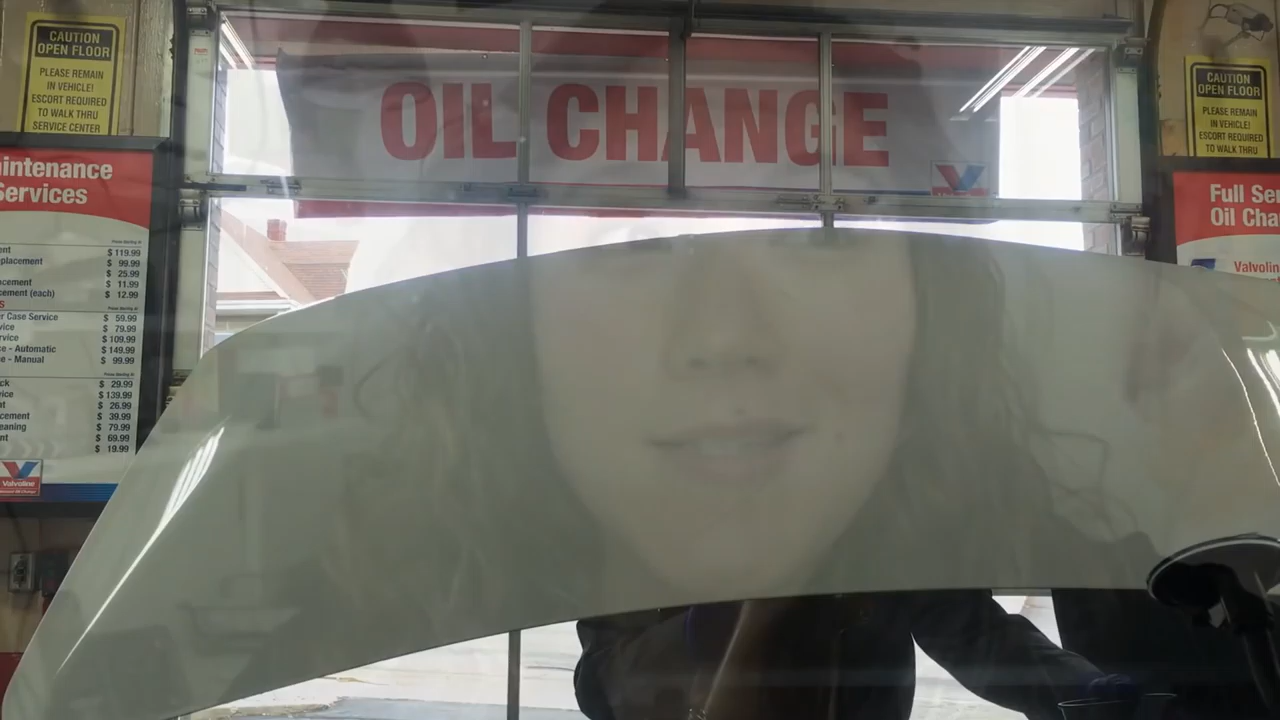 CAUTION
OPEN FLOOR
PLEASE REMAIN
IN VEHICLE!
ESCORT REQUIRED
TO WALK THRU
SERVICE CENTER
OIL CHANGE
CAUTION
OPEN FLOOR
PLEASE REMAIN
IN VEHICLE!
ESCORT REQUIRED
TO WALK THRU
intenance
Services
ent $119.99
placement 99.99
$ 25.99
cement $ 11.99
cement (each) $ 12.99
S
r Case Service $ 59.99
vice $ 79.99
rvice $ 109.99
e - Automatic $ 149.99
e - Manual $ 99.99
ck $ 29.99
ice $ 139.99
nt $ 26.99
cement $ 39.99
eaning $ 79.99
nt $ 69.99
$ 19.99
Valvoline
Full Ser
Oil Cha
Valvolin